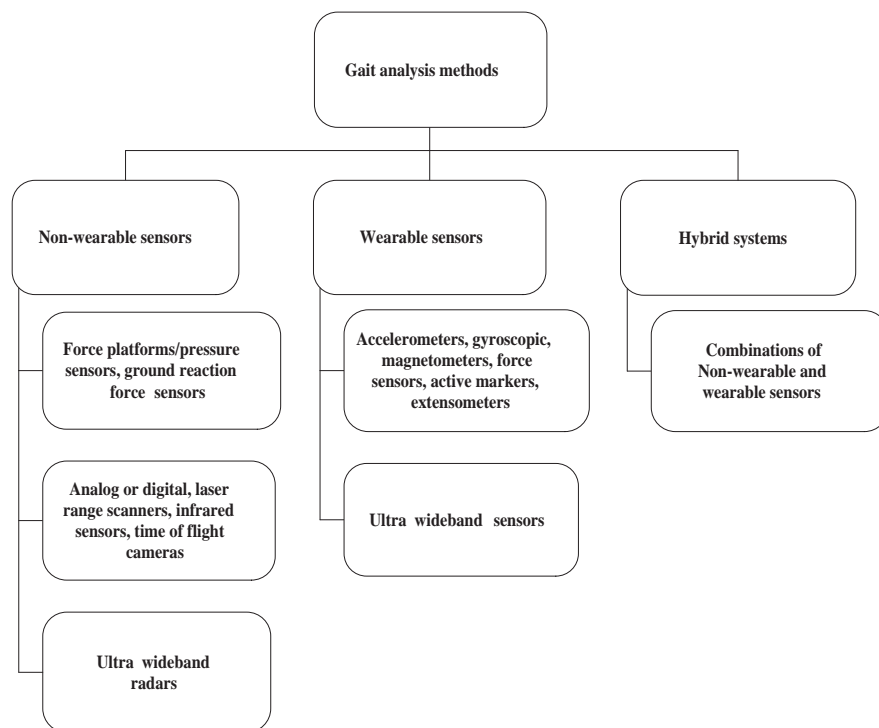 Gait analysis methods
Non-wearable sensors
Wearable sensors
Hybrid systems
Force platforms/pressure
sensors, ground reaction
force sensors
Accelerometers, gyroscopic,
magnetometers, force
sensors, active markers,
extensometers
Combinations of
Non-wearable and
wearable sensors
Analog or digital, laser
range scanners, infrared
sensors, time of flight
cameras
Ultra wideband sensors
Ultra wideband
radars